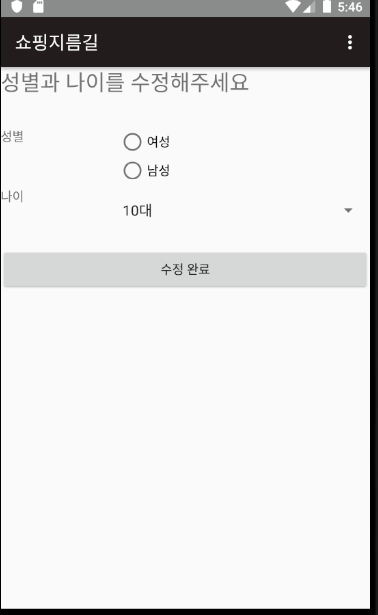 5:46
쇼핑지름길
성별과 나이를 수정해주세요
성별
여성
남성
나이
10대
수정 완료